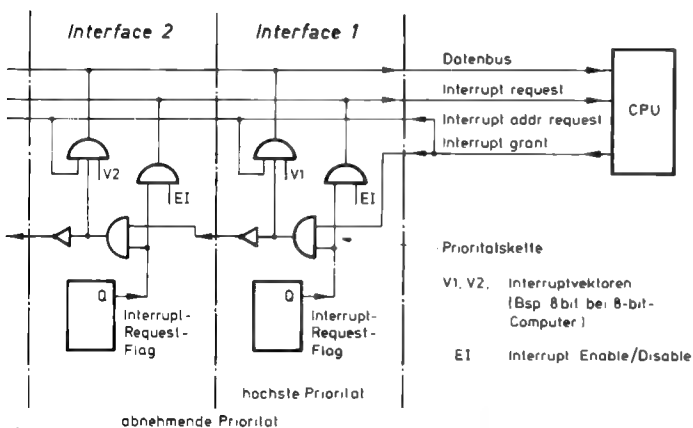 Interface 2
Interface 1
Datenbus
Interrupt request
Interrupt addr request
Interrupt grant
CPU
V2
EI
V1
EI
Q
Interrupt-
Request-
Flag
Q
Interrupt-
Request-
Flag
Prioritatskette
V1, V2, Interruptvektoren
(Bsp 8bit bei 8-bit-
Computer)
EI Interrupt Enable/Disable
hochste Prioritat
abnehmende Prioritat